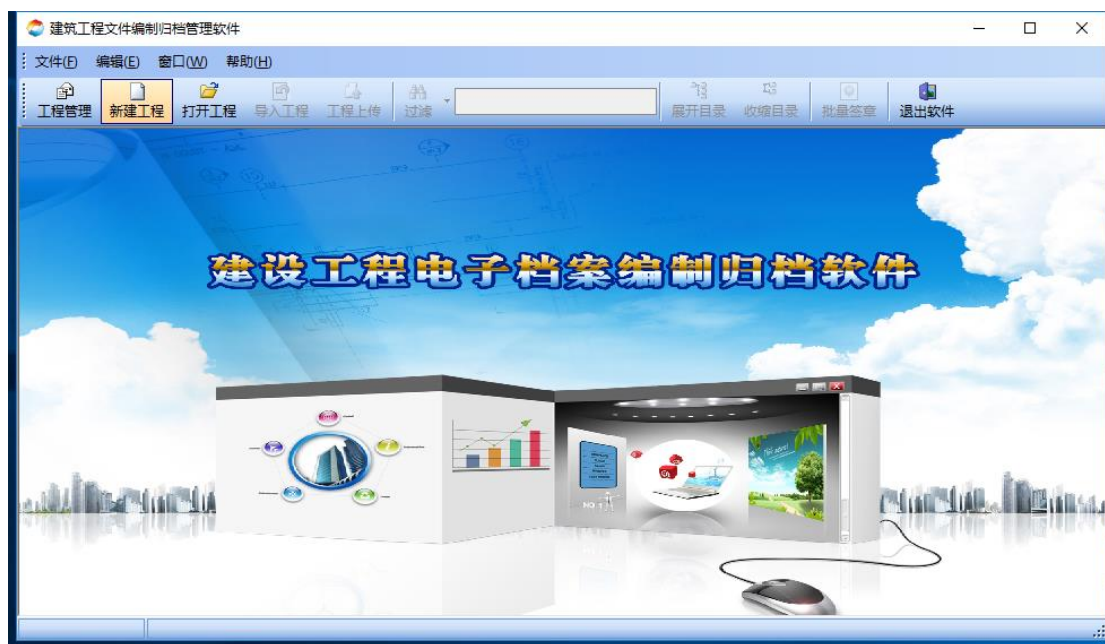 建筑工程文件编制归档管理软件
文件(F) 编辑(E) 窗口(W) 帮助(H)
工程管理 新建工程 打开工程 导入工程 工程上传 过滤 展开目录 收缩目录 批量签章 退出软件
建设工程电子档案编制归档软件